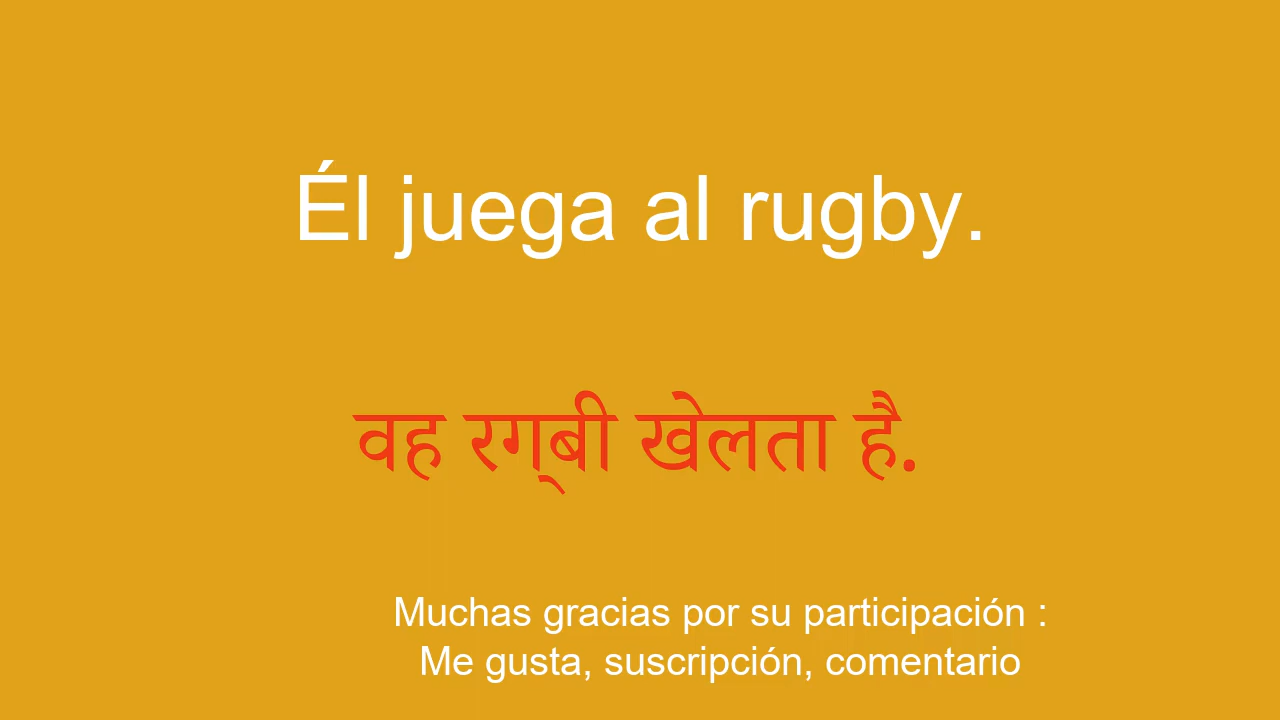 Él juega al rugby.
वह रग्बी खेलता है.
Muchas gracias por su participación :
Me gusta, suscripción, comentario